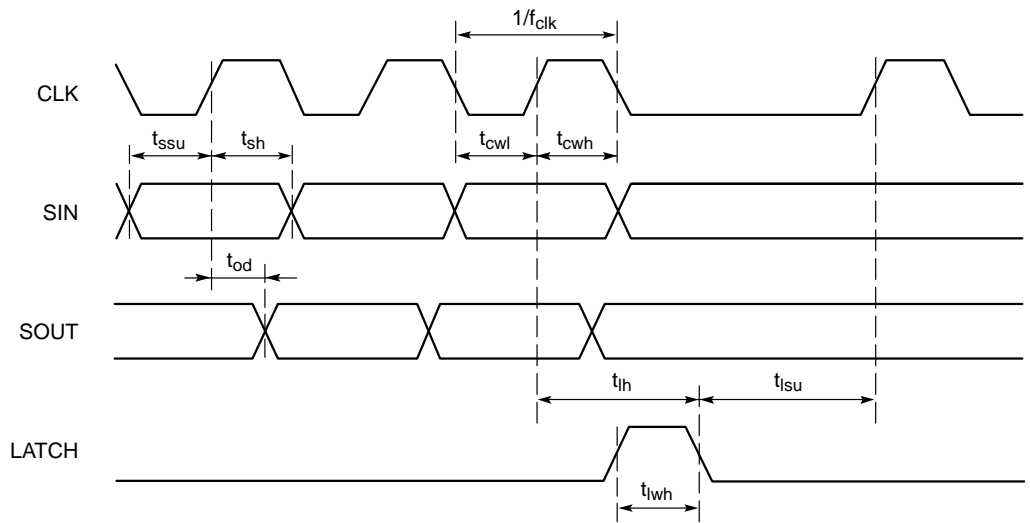 1/fclk
CLK
tssu
tsh
tcwl
tcwh
SIN
tod
SOUT
tlh
tlsu
LATCH
tlwh